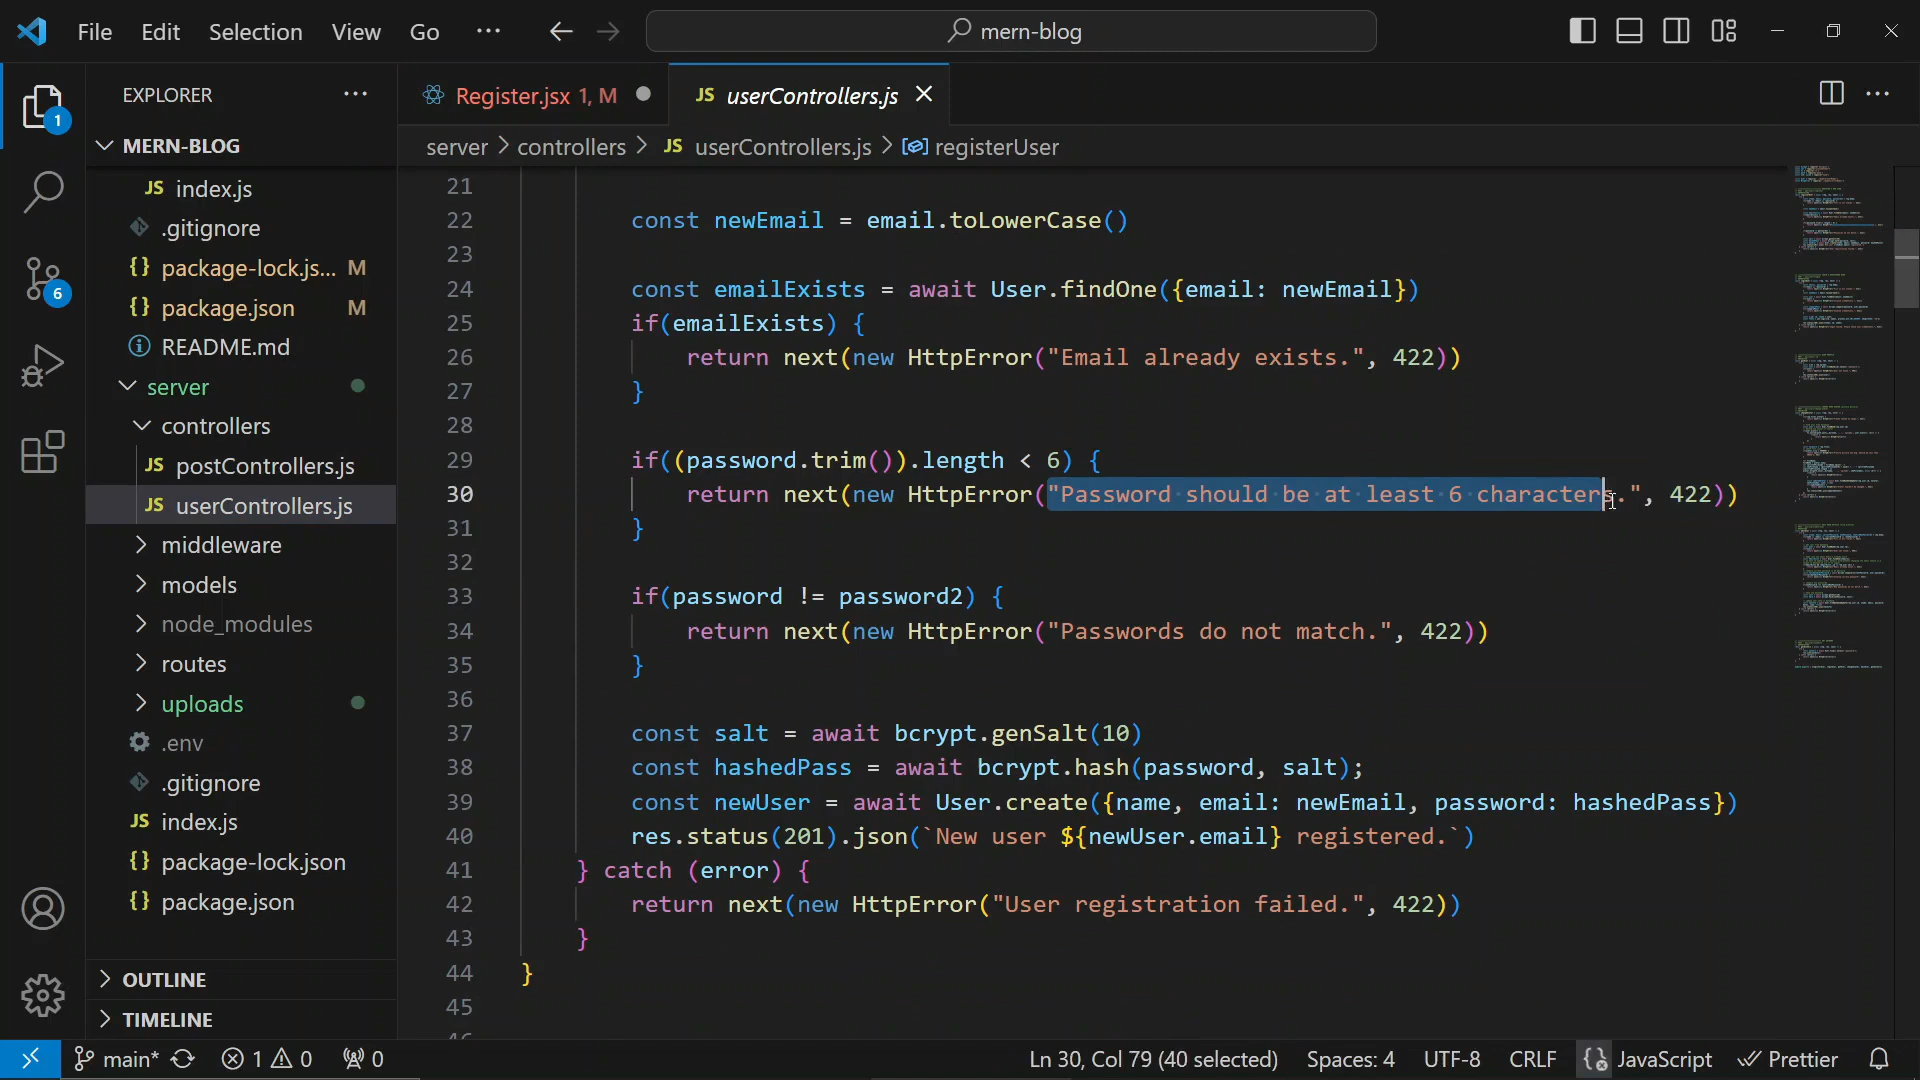 File Edit Selection View Go ··· mern-blog
EXPLORER ···
Register.jsx 1, M
JS userControllers.js
server > controllers > JS userControllers.js > registerUser
1
6
MERN-BLOG
JS index.js
.gitignore
{} package-lock.js... M
{} package.json M
README.md
server
controllers
JS postControllers.js
JS userControllers.js
middleware
models
node_modules
routes
uploads
.env
.gitignore
JS index.js
{} package-lock.json
{} package.json
OUTLINE
TIMELINE
21
22 const newEmail = email.toLowerCase()
23
24 const emailExists = await User.findOne({email: newEmail})
25 if(emailExists) {
26 return next(new HttpError("Email already exists.", 422))
27 }
28
29 if((password.trim()).length < 6) {
30 return next(new HttpError("Password should be at least 6 characters.", 422))
31 }
32
33 if(password != password2) {
34 return next(new HttpError("Passwords do not match.", 422))
35 }
36
37 const salt = await bcrypt.genSalt(10)
38 const hashedPass = await bcrypt.hash(password, salt);
39 const newUser = await User.create({name, email: newEmail, password: hashedPass})
40 res.status(201).json(`New user ${newUser.email} registered.`)
41 } catch (error) {
42 return next(new HttpError("User registration failed.", 422))
43 }
44 }
45
main* 1 0 0 Ln 30, Col 79 (40 selected) Spaces: 4 UTF-8 CRLF JavaScript Prettier